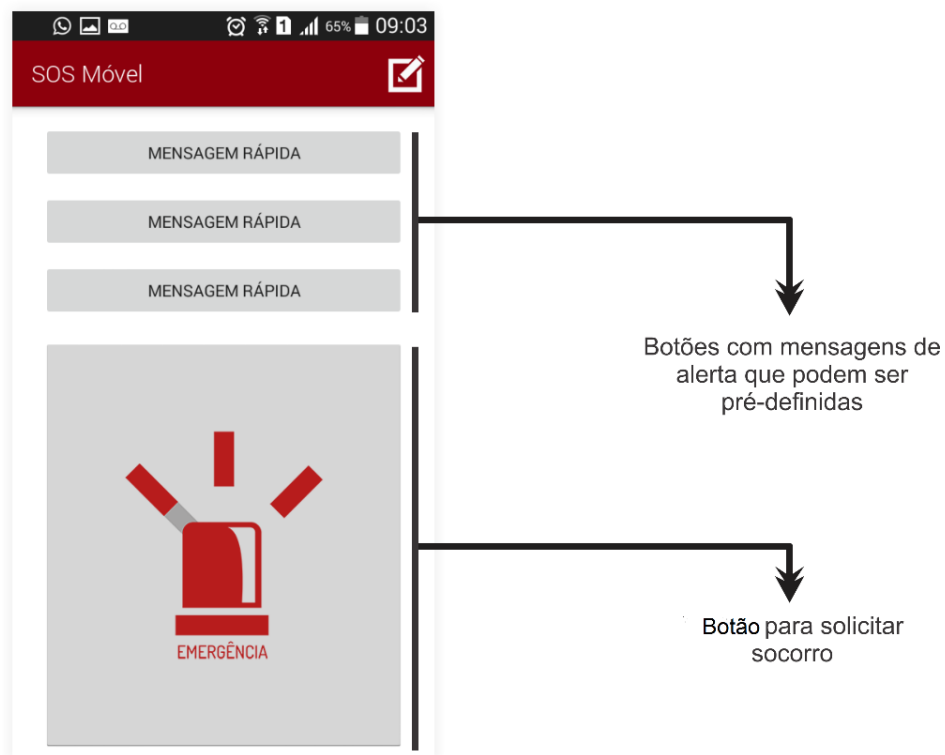 1 65% 09:03
SOS Móvel
MENSAGEM RÁPIDA
MENSAGEM RÁPIDA
MENSAGEM RÁPIDA
Botões com mensagens de
alerta que podem ser
pré-definidas
EMERGÊNCIA
Botão para solicitar
socorro